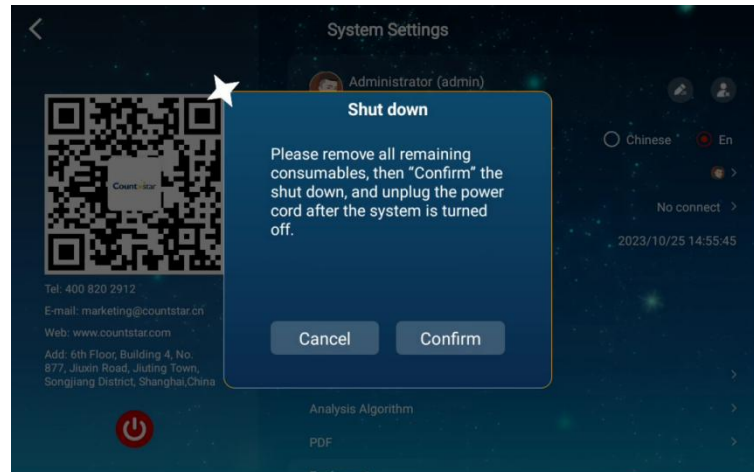 System Settings
Administrator (admin)
Shut down
Please remove all remaining
consumables, then “Confirm” the
shut down, and unplug the power
cord after the system is turned
off.
Cancel
Confirm
Chinese
En
No connect
2023/10/25 14:55:45
Countstar
Tel: 400 820 2912
E-mail: marketing@countstar.cn
Web: www.countstar.com
Add: 6th Floor, Building 4, No.
877, Jiuxin Road, Jiuting Town,
Songjiang District, Shanghai,China
Analysis Algorithm
PDF